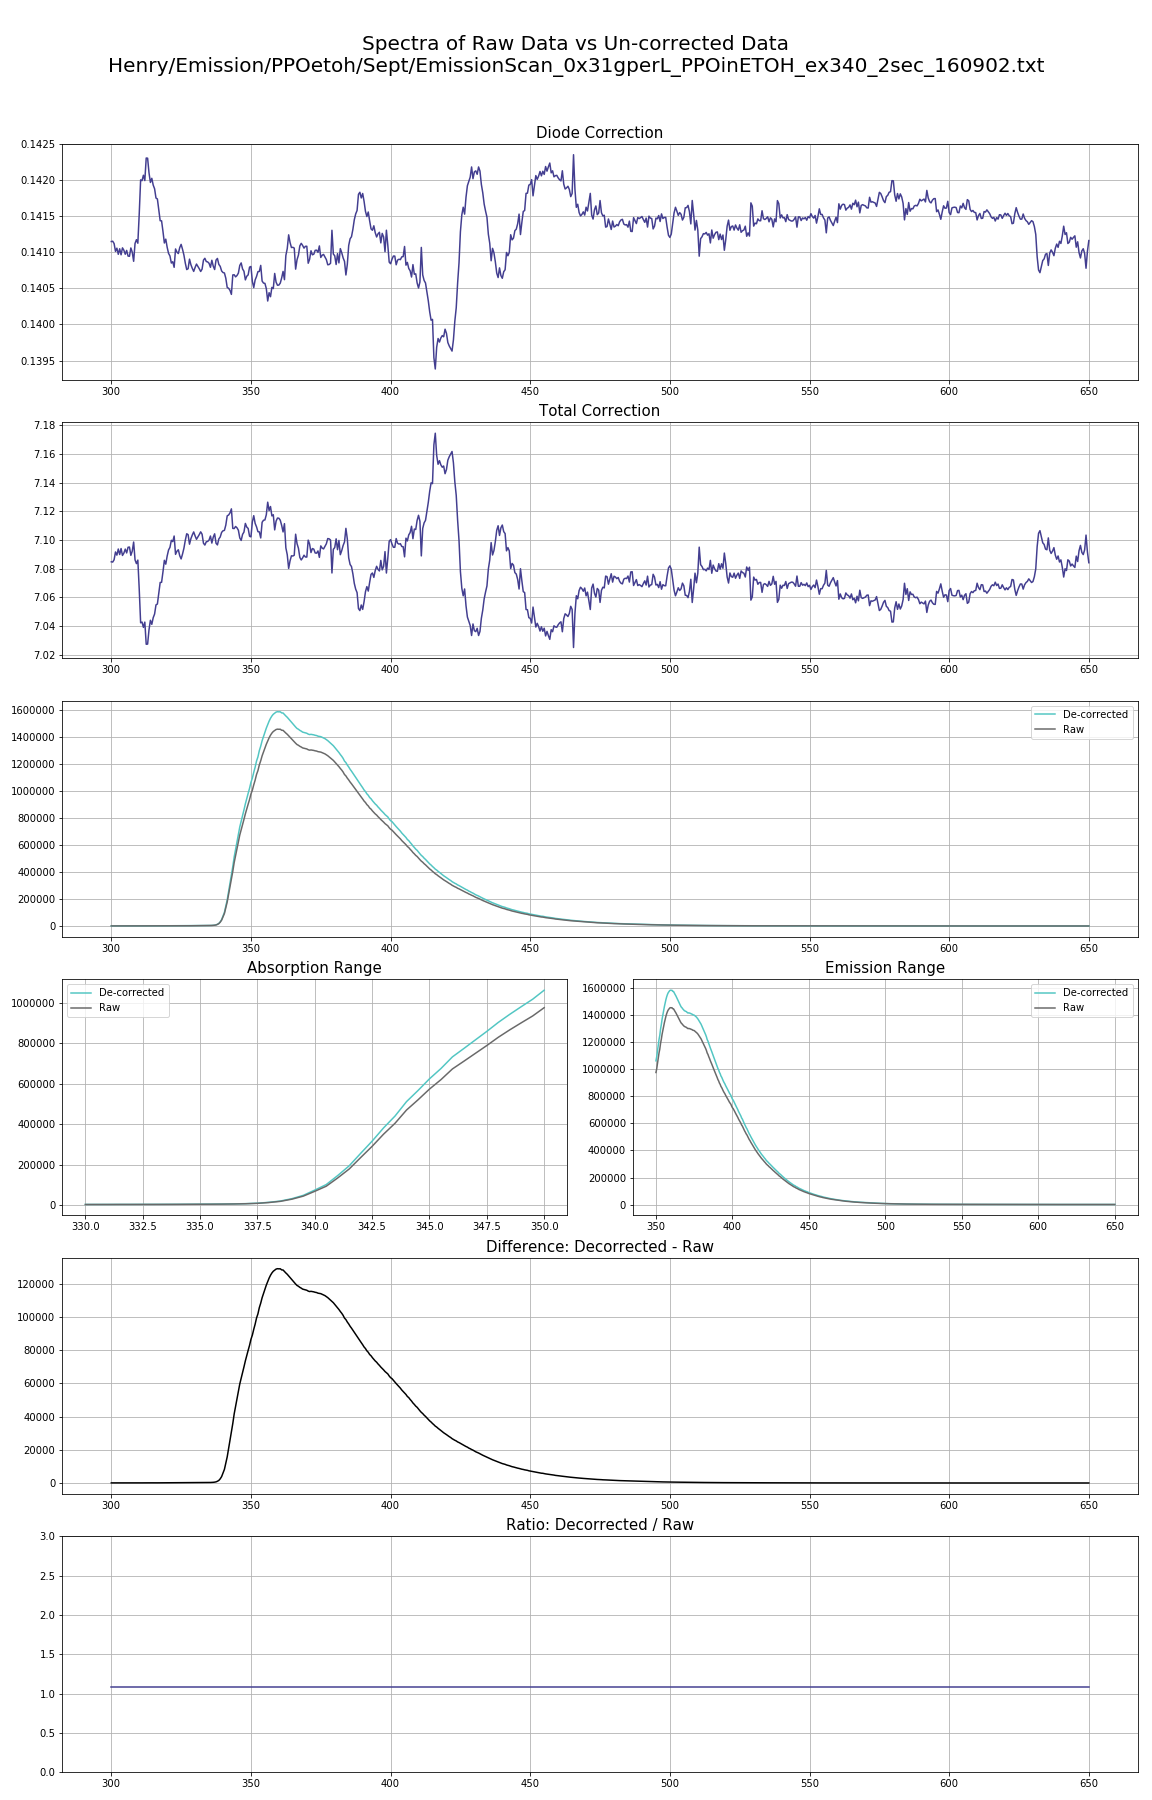 Spectra of Raw Data vs Un-corrected Data
Henry/Emission/PPOetoh/Sept/EmissionScan_0x31gperL_PPOinETOH_ex340_2sec_160902.txt
Diode Correction
0.1425
0.1420
0.1415
0.1410
0.1405
0.1400
0.1395
300 350 400 450 500 550 600 650
Total Correction
7.18
7.16
7.14
7.12
7.10
7.08
7.06
7.04
7.02
300 350 400 450 500 550 600 650
1600000
1400000
1200000
1000000
800000
600000
400000
200000
0
De-corrected
Raw
300 350 400 450 500 550 600 650
Absorption Range
1000000
800000
600000
400000
200000
0
De-corrected
Raw
330.0 332.5 335.0 337.5 340.0 342.5 345.0 347.5 350.0
Emission Range
1600000
1400000
1200000
1000000
800000
600000
400000
200000
0
De-corrected
Raw
350 400 450 500 550 600 650
Difference: Decorrected - Raw
120000
100000
80000
60000
40000
20000
0
300 350 400 450 500 550 600 650
Ratio: Decorrected / Raw
3.0
2.5
2.0
1.5
1.0
0.5
0.0
300 350 400 450 500 550 600 650